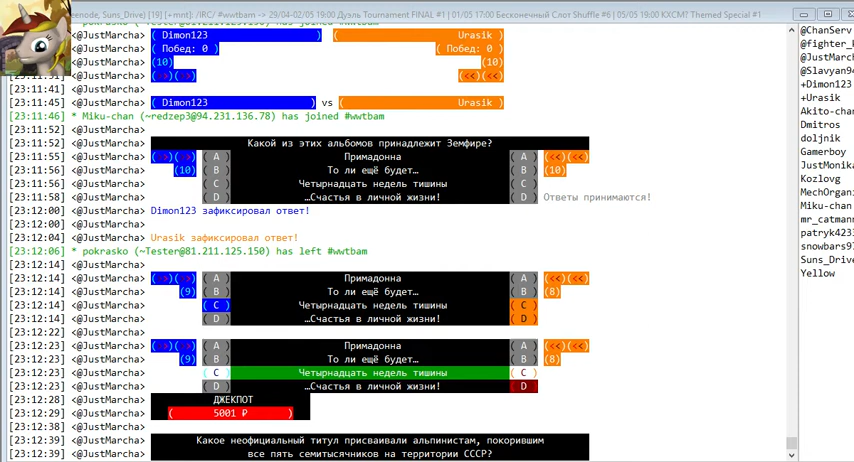 eenode, Suns_Drive) [19] [+mnt]: /IRC/ #wwtbam -> 29/04-02/05 19:00 Дуэль Tournament FINAL #1 | 01/05 17:00 Бесконечный Слот Shuffle #6 | 05/05 19:00 КХСМ? Themed Special #1
( Dimon123 ( Urasik
( Побед: 0 ) ( Побед: 0 )
<@JustMarcha> (10) (10)
<@JustMarcha>
[23:11:41] <@JustMarcha>
[23:11:45] <@JustMarcha> ( Dimon123 ) vs ( Urasik )
[23:11:46] * Miku-chan (~redzep3@94.231.136.78) has joined #wwtbam
[23:11:52] <@JustMarcha>
[23:11:52] <@JustMarcha> Какой из этих альбомов принадлежит Земфире?
[23:11:55] <@JustMarcha> ( A ) Примадонна ( A ) (<<)(<<)
[23:11:56] <@JustMarcha> (10) ( B ) То ли ещё будет… ( B ) (10)
[23:11:56] <@JustMarcha> ( C ) Четырнадцать недель тишины ( C )
[23:11:58] <@JustMarcha> ( D ) …Счастья в личной жизни! ( D ) Ответы принимаются!
[23:12:00] <@JustMarcha> Dimon123 зафиксировал ответ!
[23:12:00] <@JustMarcha>
[23:12:04] <@JustMarcha> Urasik зафиксировал ответ!
[23:12:06] * pokrasko (~Tester@81.211.125.150) has left #wwtbam
[23:12:14] <@JustMarcha>
[23:12:14] <@JustMarcha> ( A ) Примадонна ( A ) (<<)(<<)
[23:12:14] <@JustMarcha> (9) ( B ) То ли ещё будет… ( B ) (8)
[23:12:14] <@JustMarcha> ( C ) Четырнадцать недель тишины ( C )
[23:12:14] <@JustMarcha> ( D ) …Счастья в личной жизни! ( D )
[23:12:22] <@JustMarcha>
[23:12:23] <@JustMarcha> ( A ) Примадонна ( A ) (<<)(<<)
[23:12:23] <@JustMarcha> (9) ( B ) То ли ещё будет… ( B ) (8)
[23:12:23] <@JustMarcha> ( C ) Четырнадцать недель тишины ( C )
[23:12:23] <@JustMarcha> ( D ) …Счастья в личной жизни! ( D )
[23:12:28] <@JustMarcha> ДЖЕКПОТ
[23:12:29] <@JustMarcha> ( 5001 ₽ )
[23:12:38] <@JustMarcha>
[23:12:39] <@JustMarcha> Какое неофициальный титул присваивали альпинистам, покорившим
[23:12:39] <@JustMarcha> все пять семитысячников на территории СССР?
@ChanServ
@fighter_
@JustMarcha
@Slavyan94
+Dimon123
+Urasik
Akito-chan
Dmitros
doljnik
Gamerboy
JustMonika
Kozlovg
MechOrgani
Miku-chan
mr_catmann
patryk4233
snowbars97
Suns_Drive
Yellow